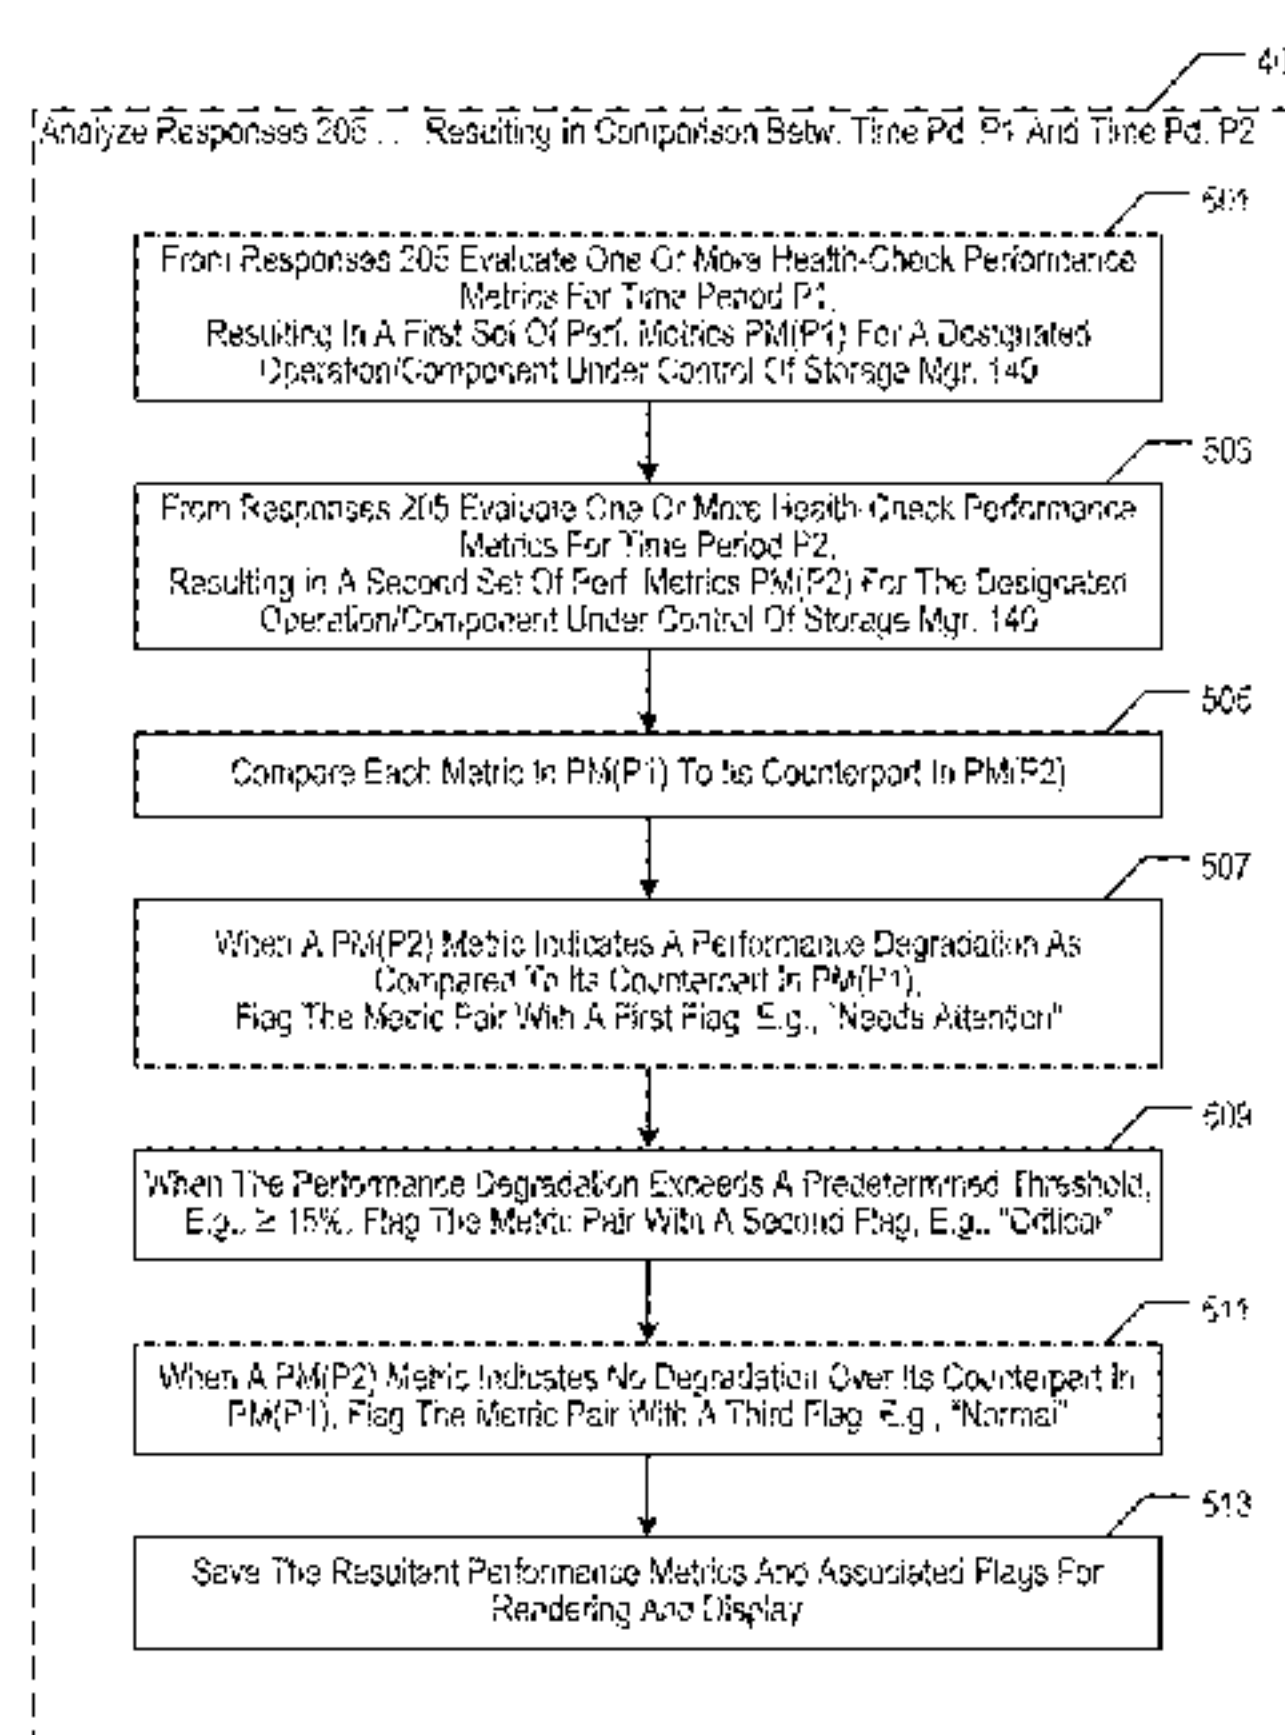 Analyze Responses 205 ... Resulting in Comparison Betw. Time Pd. P1 And Time Pd. P2
501
From Responses 205 Evaluate One Or More Health-Check Performance
Metrics For Time Period P1,
Resulting In A First Set Of Perf. Metrics PM(P1) For A Designated
Operation/Component Under Control Of Storage Mgr. 140
503
From Responses 205 Evaluate One Or More Health-Check Performance
Metrics For Time Period P2,
Resulting in A Second Set Of Perf. Metrics PM(P2) For The Designated
Operation/Component Under Control Of Storage Mgr. 140
505
Compare Each Metric In PM(P1) To Its Counterpart In PM(P2)
507
When A PM(P2) Metric Indicates A Performance Degradation As
Compared To Its Counterpart In PM(P1),
Flag The Metric Pair With A First Flag, E.g., "Needs Attention"
509
When The Performance Degradation Exceeds A Predetermined Threshold,
E.g., ≥ 15%, Flag The Metric Pair With A Second Flag, E.g., "Critical"
511
When A PM(P2) Metric Indicates No Degradation Over Its Counterpart In
PM(P1), Flag The Metric Pair With A Third Flag, E.g., "Normal"
513
Save The Resultant Performance Metrics And Associated Flags For
Rendering And Display